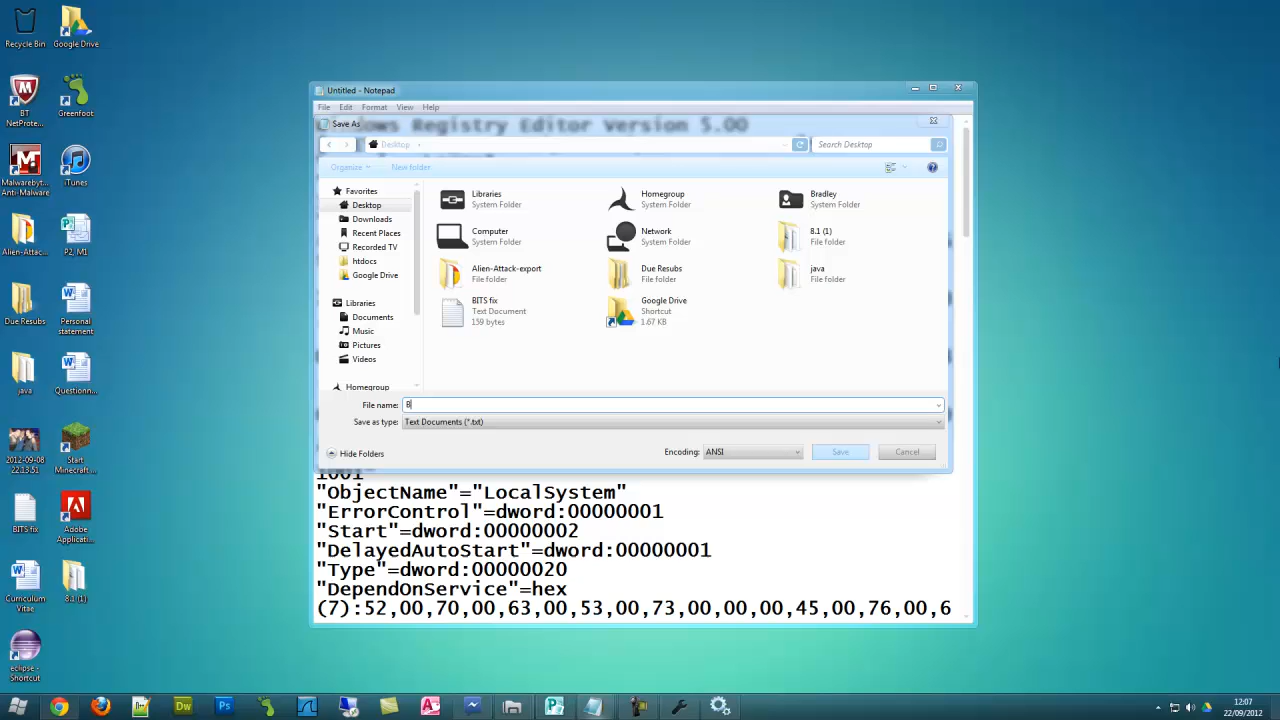 Recycle Bin
Google Drive
BT
NetProte...
Greenfoot
Malwarebyt...
Anti-Malware
iTunes
Alien-Attac...
P2, M1
Due Resubs
Personal
statement
java
Questionn...
2012-09-08
22.13.51
Start
Minecraft...
BITS fix
Adobe
Applicati...
Curriculum
Vitae
8.1 (1)
eclipse -
Shortcut
Untitled - Notepad
File Edit Format View Help
Windows Registry Editor Version 5.00
Save As
Desktop
Search Desktop
Organize
New folder
Favorites
Desktop
Downloads
Recent Places
Recorded TV
htdocs
Google Drive
Libraries
Documents
Music
Pictures
Videos
Homegroup
Libraries
System Folder
Homegroup
System Folder
Bradley
System Folder
Computer
System Folder
Network
System Folder
8.1 (1)
File folder
Alien-Attack-export
File folder
Due Resubs
File folder
java
File folder
BITS fix
Text Document
159 bytes
Google Drive
Shortcut
1.67 KB
File name: B
Save as type: Text Documents (*.txt)
Hide Folders
Encoding: ANSI
Save
Cancel
1001"
"ObjectName"="LocalSystem"
"ErrorControl"=dword:00000001
"Start"=dword:00000002
"DelayedAutoStart"=dword:00000001
"Type"=dword:00000020
"DependOnService"=hex
(7):52,00,70,00,63,00,53,00,73,00,00,00,45,00,76,00,6
Dw
Ps
12:07
22/09/2012